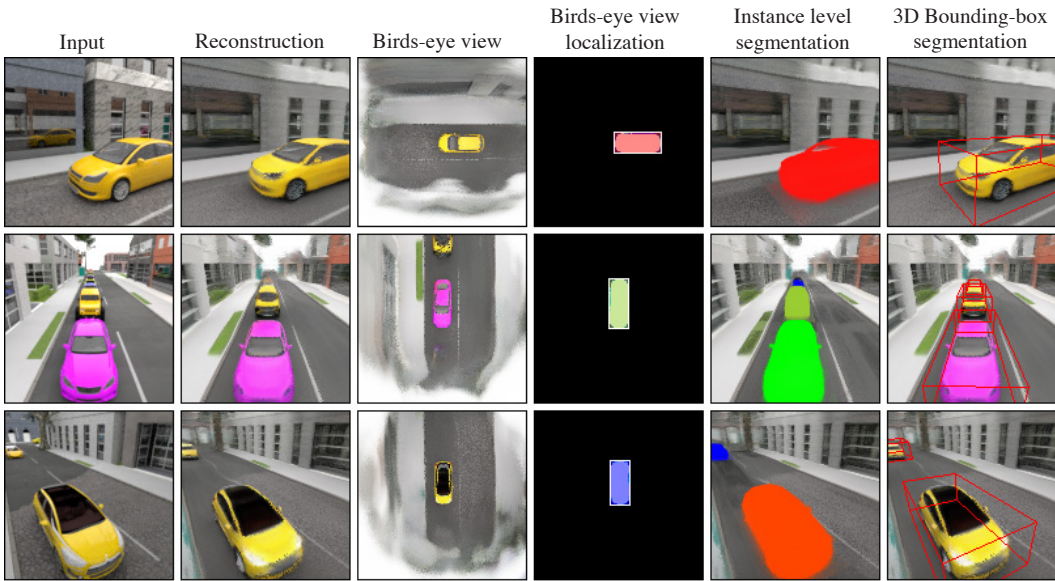 Input
Reconstruction
Birds-eye view
Birds-eye view
localization
Instance level
segmentation
3D Bounding-box
segmentation